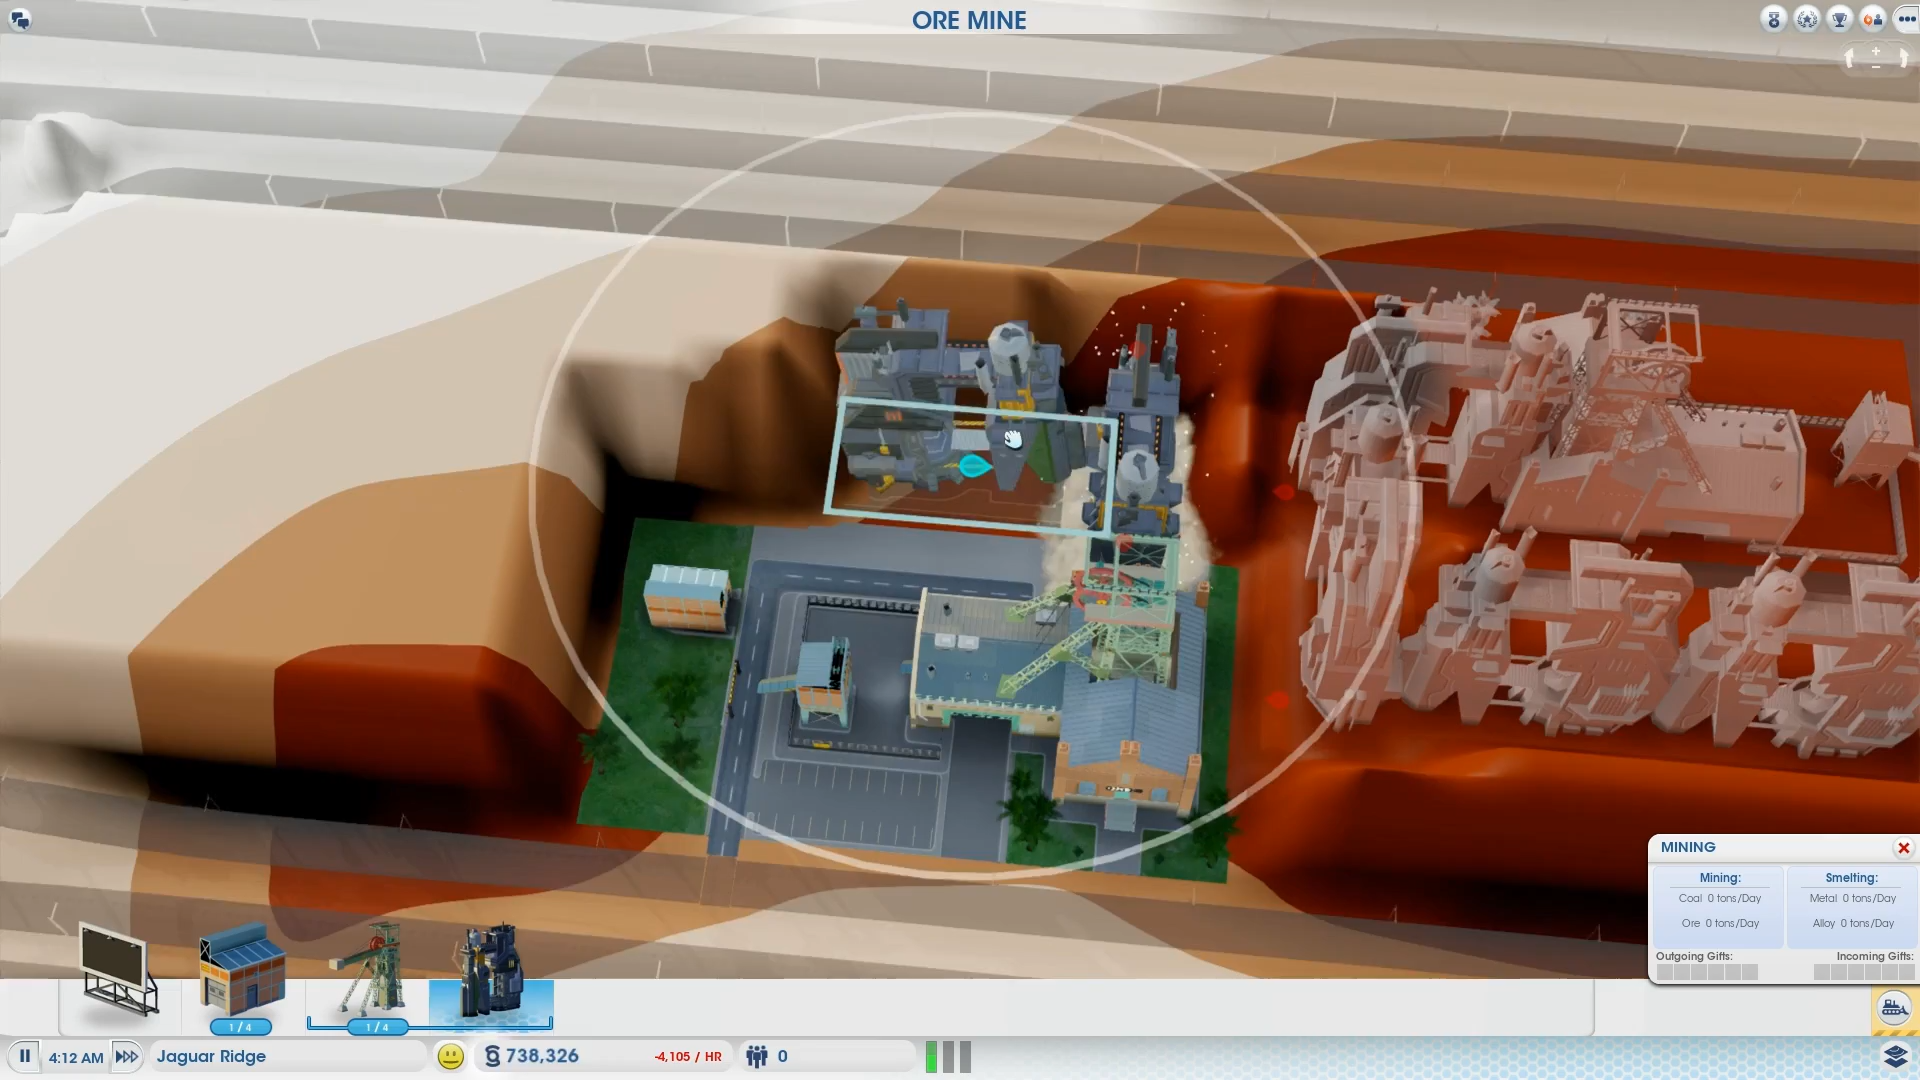 ORE MINE
MINING
Mining:
Smelting:
Coal 0 tons/Day
Metal 0 tons/Day
Ore 0 tons/Day
Alloy 0 tons/Day
Outgoing Gifts:
Incoming Gifts:
1 / 4
1 / 4
4:12 AM
Jaguar Ridge
738,326
-4,105 / HR
0